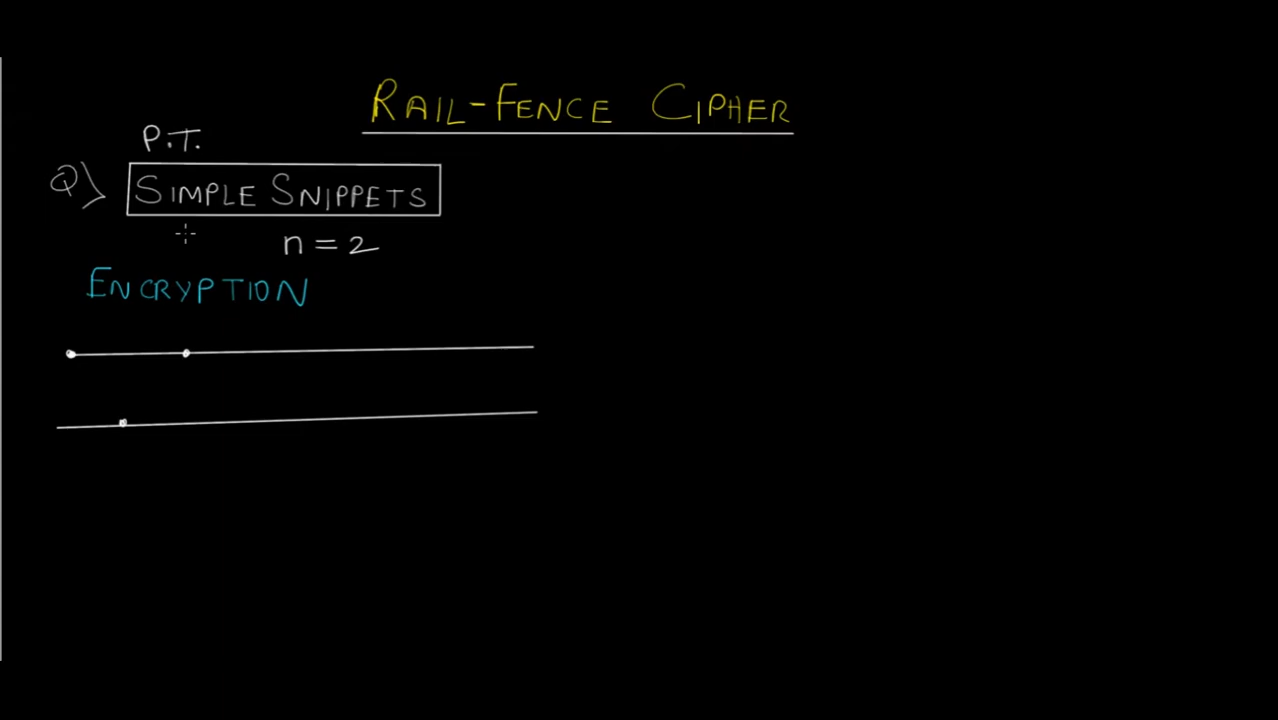 RAIL-FENCE CIPHER
P.T.
Q) SIMPLE SNIPPETS
n = 2
ENCRYPTION